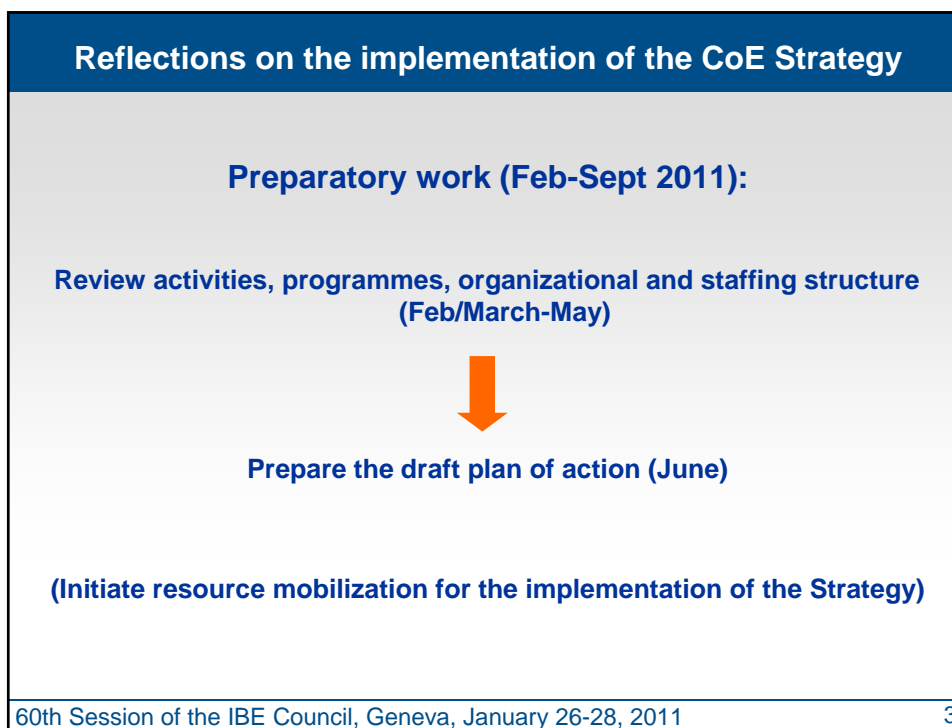 Reflections on the implementation of the CoE Strategy
Preparatory work (Feb-Sept 2011):
Review activities, programmes, organizational and staffing structure
(Feb/March-May)
Prepare the draft plan of action (June)
(Initiate resource mobilization for the implementation of the Strategy)
60th Session of the IBE Council, Geneva, January 26-28, 2011 3